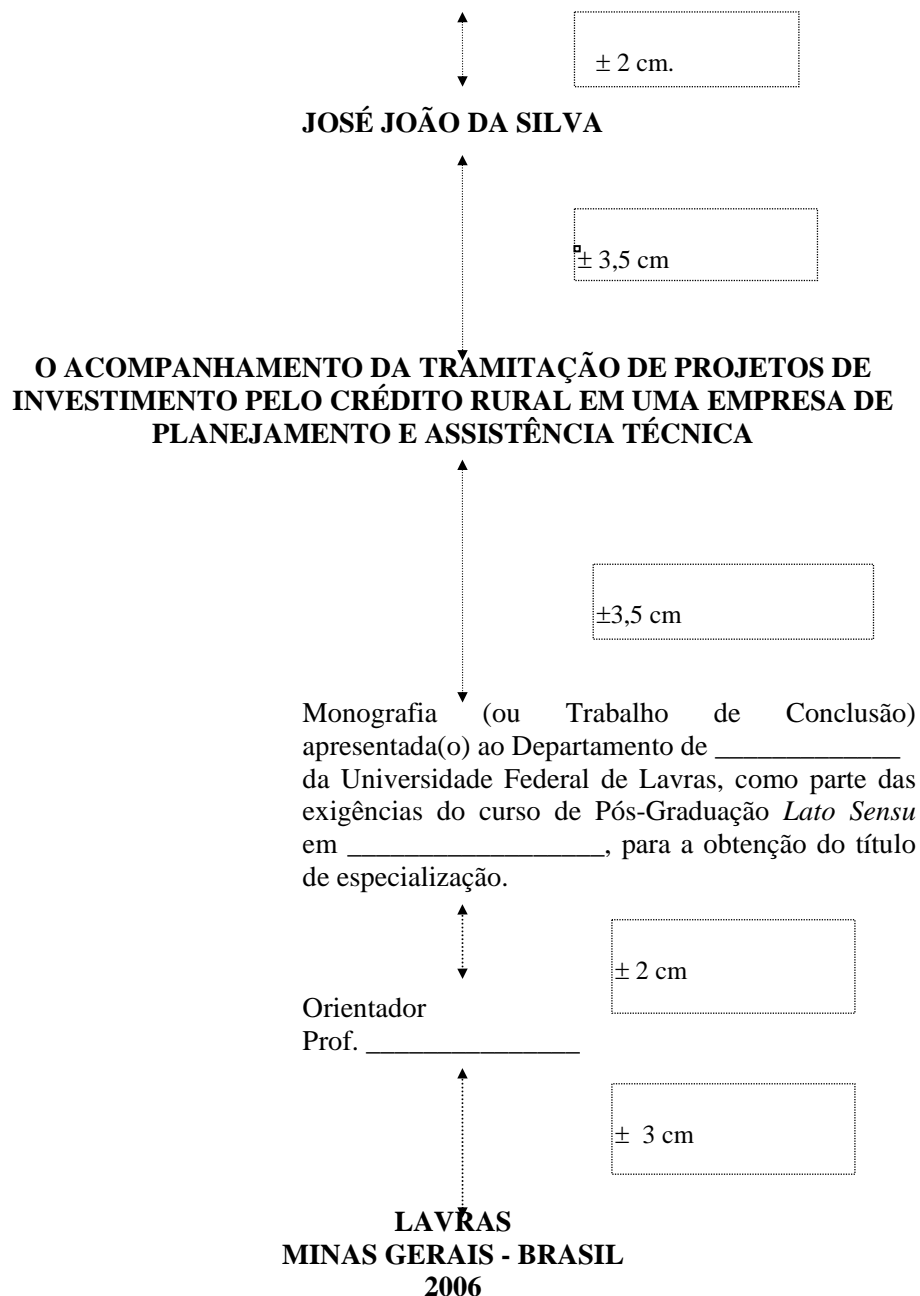 ± 2 cm.
JOSÉ JOÃO DA SILVA
± 3,5 cm
O ACOMPANHAMENTO DA TRAMITAÇÃO DE PROJETOS DE
INVESTIMENTO PELO CRÉDITO RURAL EM UMA EMPRESA DE
PLANEJAMENTO E ASSISTÊNCIA TÉCNICA
±3,5 cm
Monografia (ou Trabalho de Conclusão)
apresentada(o) ao Departamento de _____________
da Universidade Federal de Lavras, como parte das
exigências do curso de Pós-Graduação Lato Sensu
em __________________, para a obtenção do título
de especialização.
± 2 cm
Orientador
Prof. _______________
± 3 cm
LAVRAS
MINAS GERAIS - BRASIL
2006